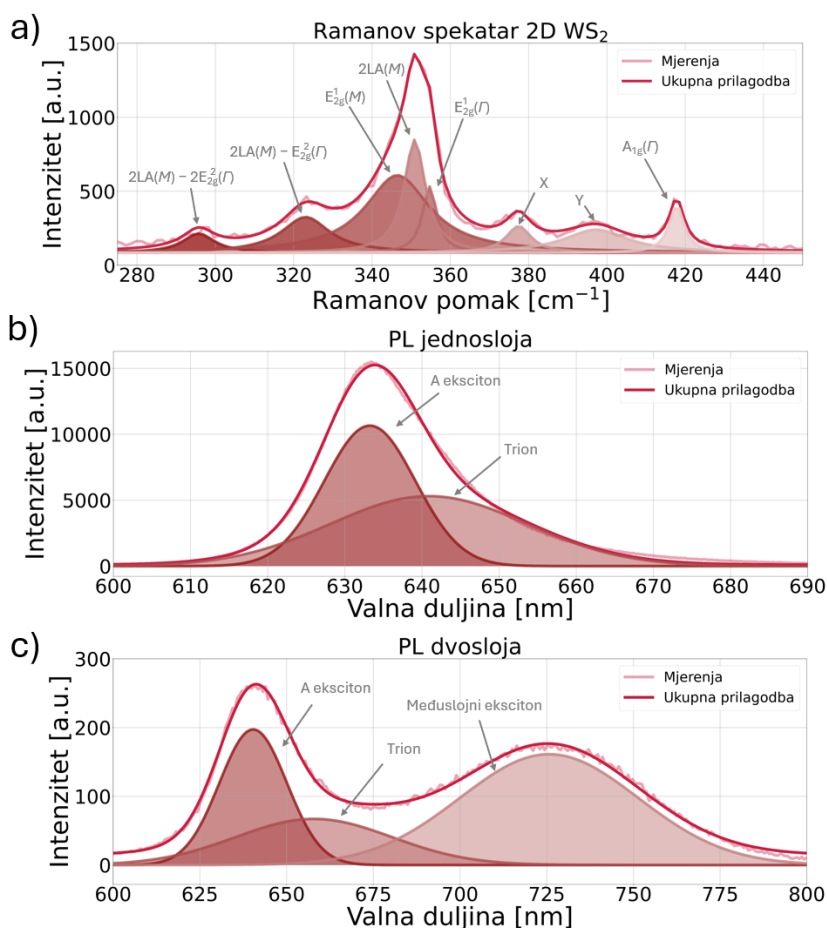 a)
Ramanov spekatar 2D WS₂
Intenzitet [a.u.]
1500
1000
500
0
Mjerenja
Ukupna prilagodba
2LA(M) − 2E²₂g(Γ)
2LA(M) − E²₂g(Γ)
E¹₂g(M)
2LA(M)
E¹₂g(Γ)
X
Y
A₁g(Γ)
280 300 320 340 360 380 400 420 440
Ramanov pomak [cm⁻¹]
b)
PL jednosloja
Intenzitet [a.u.]
15000
10000
5000
0
Mjerenja
Ukupna prilagodba
A eksciton
Trion
600 610 620 630 640 650 660 670 680 690
Valna duljina [nm]
c)
PL dvosloja
Intenzitet [a.u.]
300
200
100
0
Mjerenja
Ukupna prilagodba
A eksciton
Trion
Međuslojni eksciton
600 625 650 675 700 725 750 775 800
Valna duljina [nm]